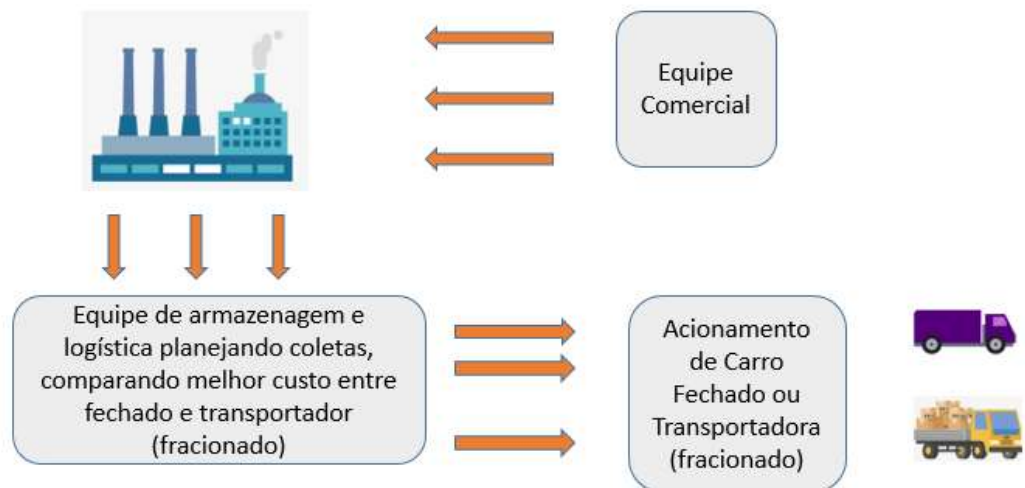 Equipe
Comercial
Equipe de armazenagem e
logística planejando coletas,
comparando melhor custo entre
fechado e transportador
(fracionado)
Acionamento
de Carro
Fechado ou
Transportadora
(fracionado)